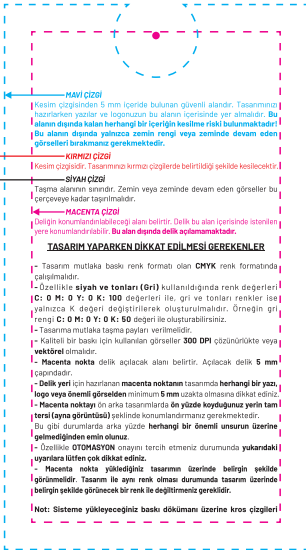 MAVİ ÇİZGİ
Kesim çizgisinden 5 mm içeride bulunan güvenli alandır. Tasarımınızı
hazırlarken yazılar ve logonuzun bu alanın içerisinde yer almalıdır. Bu
alanın dışında kalan herhangi bir içeriğin kesilme riski bulunmaktadır!
Bu alanın dışında yalnızca zemin rengi veya zeminde devam eden
görselleri bırakmanız gerekmektedir.
KIRMIZI ÇİZGİ
Kesim çizgisidir. Tasarımınızı kırmızı çizgilerde belirtildiği şekilde kesilecektir.
SİYAH ÇİZGİ
Taşma alanının sınırıdır. Zemin veya zeminde devam eden görseller bu
çerçeveye kadar taşırılmalıdır.
MACENTA ÇİZGİ
Deliğin konumlandırılabileceği alanı belirtir. Delik bu alan içerisinde istenilen
yere konumlandırılabilir. Bu alan dışında delik açılamamaktadır.
TASARIM YAPARKEN DİKKAT EDİLMESİ GEREKENLER
- Tasarım mutlaka baskı renk formatı olan CMYK renk formatında
çalışılmalıdır.
- Özellikle siyah ve tonları (Gri) kullanıldığında renk değerleri
C: 0 M: 0 Y: 0 K: 100 değerleri ile, gri ve tonları renkler ise
yalnızca K değeri değiştirilerek oluşturulmalıdır. Örneğin gri
rengi C: 0 M: 0 Y: 0 K: 50 değeri ile oluşturabilirsiniz.
- Tasarıma mutlaka taşma payları verilmelidir.
- Kaliteli bir baskı için kullanılan görseller 300 DPI çözünürlükte veya
vektörel olmalıdır.
- Macenta nokta delik açılacak alanı belirtir. Açılacak delik 5 mm
çapındadır.
- Delik yeri için hazırlanan macenta noktanın tasarımda herhangi bir yazı,
logo veya önemli görselden minimum 5 mm uzakta olmasına dikkat ediniz.
- Macenta noktayı ön arka tasarımlarda ön yüzde koyduğunuz yerin tam
tersi (ayna görüntüsü) şeklinde konumlandırmanız gerekmektedir.
Bu gibi durumlarda arka yüzde herhangi bir önemli unsurun üzerine
gelmediğinden emin olunuz.
- Özellikle OTOMASYON onayını tercih etmeniz durumunda yukarıdaki
uyarılara lütfen çok dikkat ediniz.
- Macenta nokta yüklediğiniz tasarımın üzerinde belirgin şekilde
görünmelidir. Tasarım ile aynı renk olması durumunda tasarım üzerinde
belirgin şekilde görünecek bir renk ile değiltirmeniz gereklidir.
Not: Sisteme yükleyeceğiniz baskı dökümanı üzerine kros çizgileri